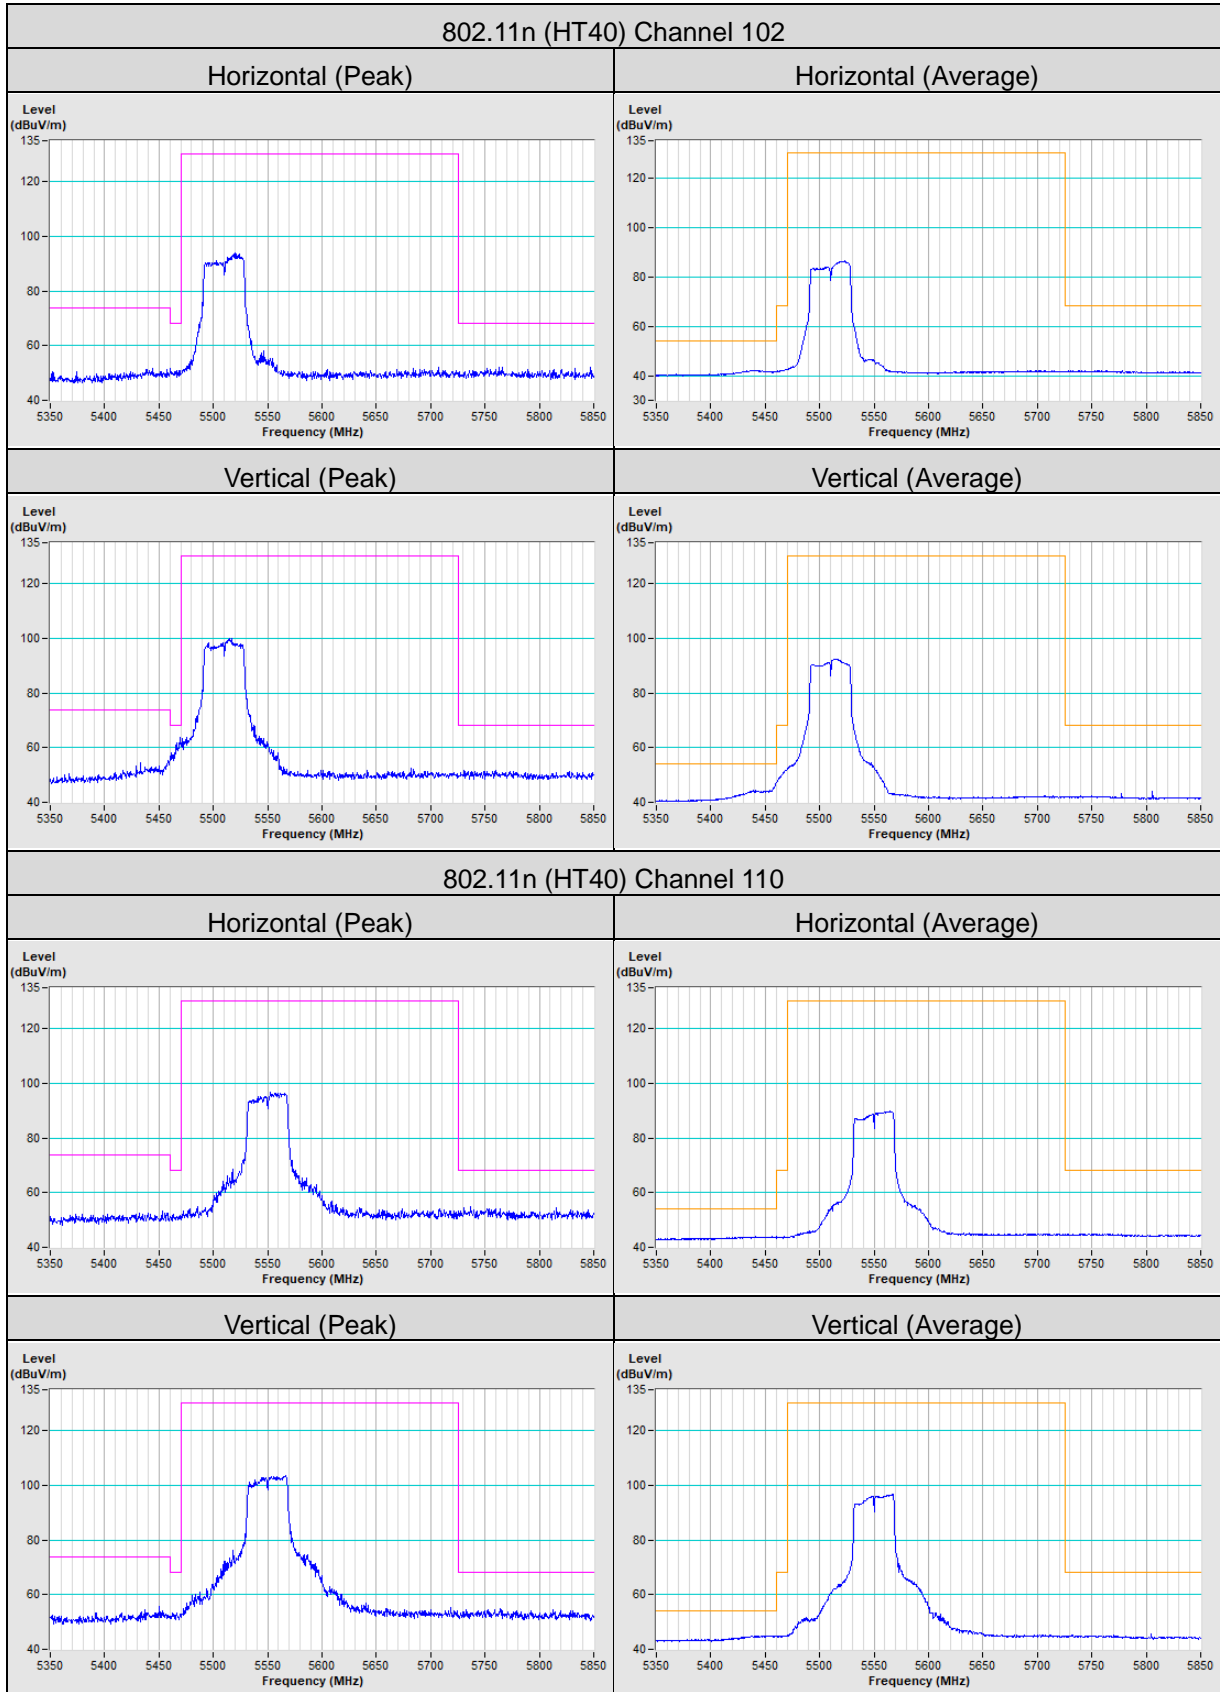 802.11n (HT40) Channel 102
Horizontal (Peak)
Horizontal (Average)
Level
(dBuV/m)
135
120
100
80
60
40
5350 5400 5450 5500 5550 5600 5650 5700 5750 5800 5850
Frequency (MHz)
Level
(dBuV/m)
135
120
100
80
60
40
30
5350 5400 5450 5500 5550 5600 5650 5700 5750 5800 5850
Frequency (MHz)
Vertical (Peak)
Vertical (Average)
Level
(dBuV/m)
135
120
100
80
60
40
5350 5400 5450 5500 5550 5600 5650 5700 5750 5800 5850
Frequency (MHz)
Level
(dBuV/m)
135
120
100
80
60
40
5350 5400 5450 5500 5550 5600 5650 5700 5750 5800 5850
Frequency (MHz)
802.11n (HT40) Channel 110
Horizontal (Peak)
Horizontal (Average)
Level
(dBuV/m)
135
120
100
80
60
40
5350 5400 5450 5500 5550 5600 5650 5700 5750 5800 5850
Frequency (MHz)
Level
(dBuV/m)
135
120
100
80
60
40
5350 5400 5450 5500 5550 5600 5650 5700 5750 5800 5850
Frequency (MHz)
Vertical (Peak)
Vertical (Average)
Level
(dBuV/m)
135
120
100
80
60
40
5350 5400 5450 5500 5550 5600 5650 5700 5750 5800 5850
Frequency (MHz)
Level
(dBuV/m)
135
120
100
80
60
40
5350 5400 5450 5500 5550 5600 5650 5700 5750 5800 5850
Frequency (MHz)